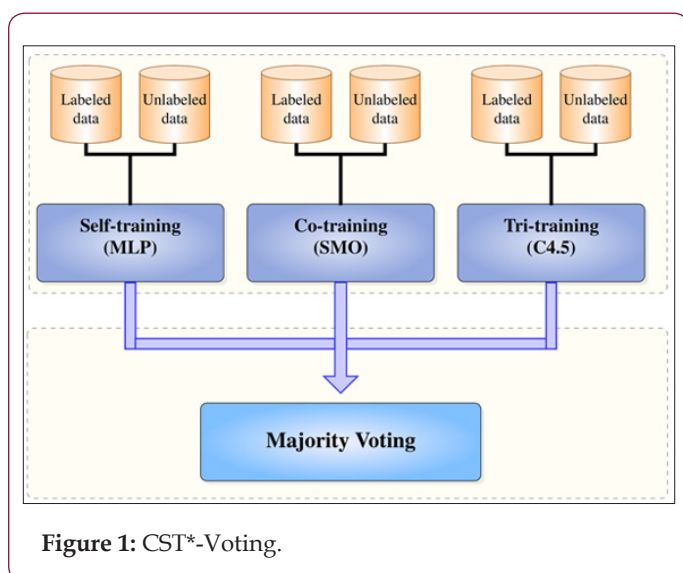 Labeled data
Unlabeled data
Labeled data
Unlabeled data
Labeled data
Unlabeled data
Self-training
(MLP)
Co-training
(SMO)
Tri-training
(C4.5)
Majority Voting
Figure 1: CST*-Voting.